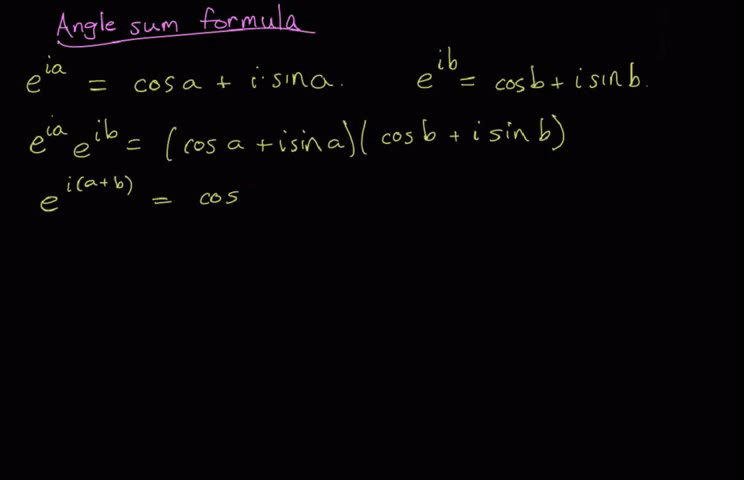 Angle sum formula
e^{ia} = cos a + i·sin a. e^{ib} = cos b + i sin b.
e^{ia} e^{ib} = (cos a + i sin a)(cos b + i sin b)
e^{i(a+b)} = cos